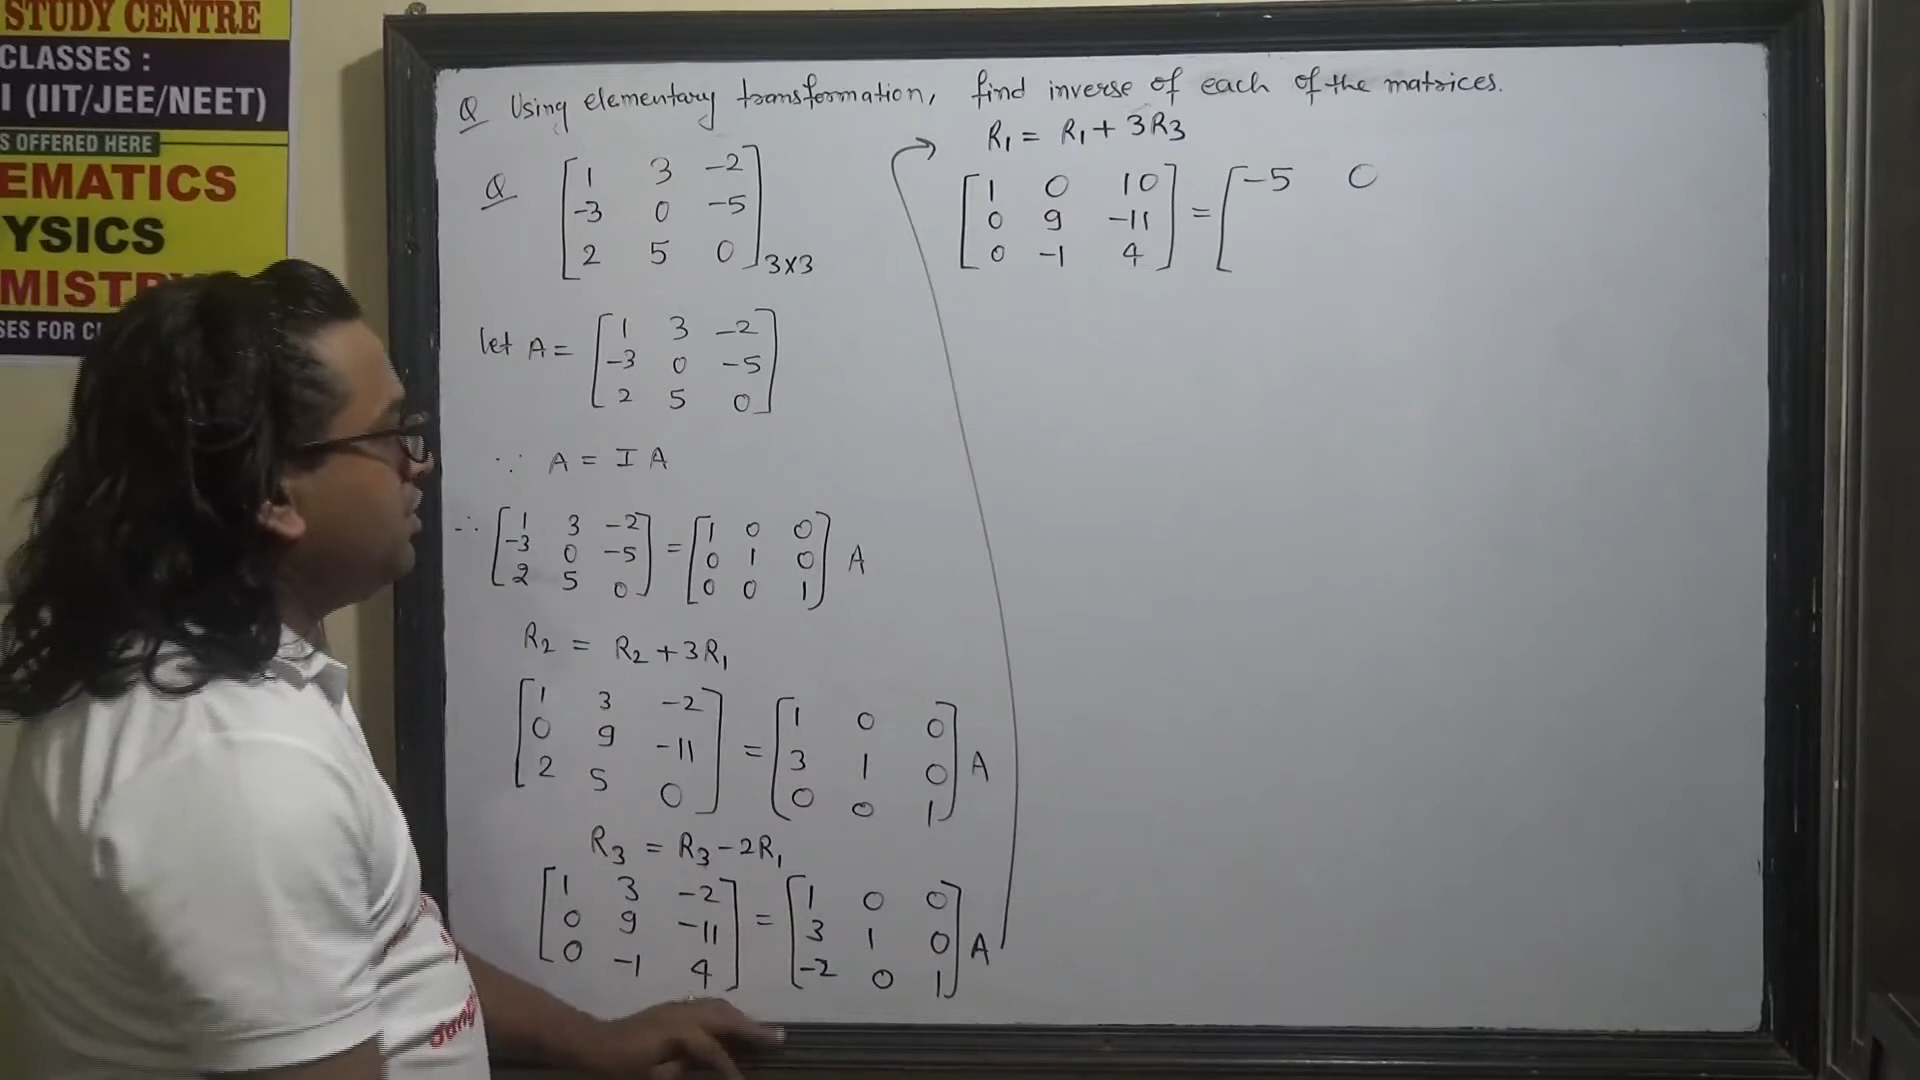 STUDY CENTRE
CLASSES :
I (IIT/JEE/NEET)
S OFFERED HERE
EMATICS
YSICS
MIST
SES FOR
Q Using elementary transformation, find inverse of each of the matrices.
Q [1 3 -2
-3 0 -5
2 5 0] 3x3
let A = [1 3 -2
-3 0 -5
2 5 0]
∵ A = I A
∴ [1 3 -2 = [1 0 0
-3 0 -5 0 1 0 A
2 5 0] 0 0 1]
R2 = R2 + 3R1
[1 3 -2 = [1 0 0
0 9 -11 3 1 0 A
2 5 0] 0 0 1]
R3 = R3 - 2R1
[1 3 -2 = [1 0 0
0 9 -11 3 1 0 A
0 -1 4] -2 0 1]
R1 = R1 + 3R3
[1 0 10 = [-5 0
0 9 -11
0 -1 4]